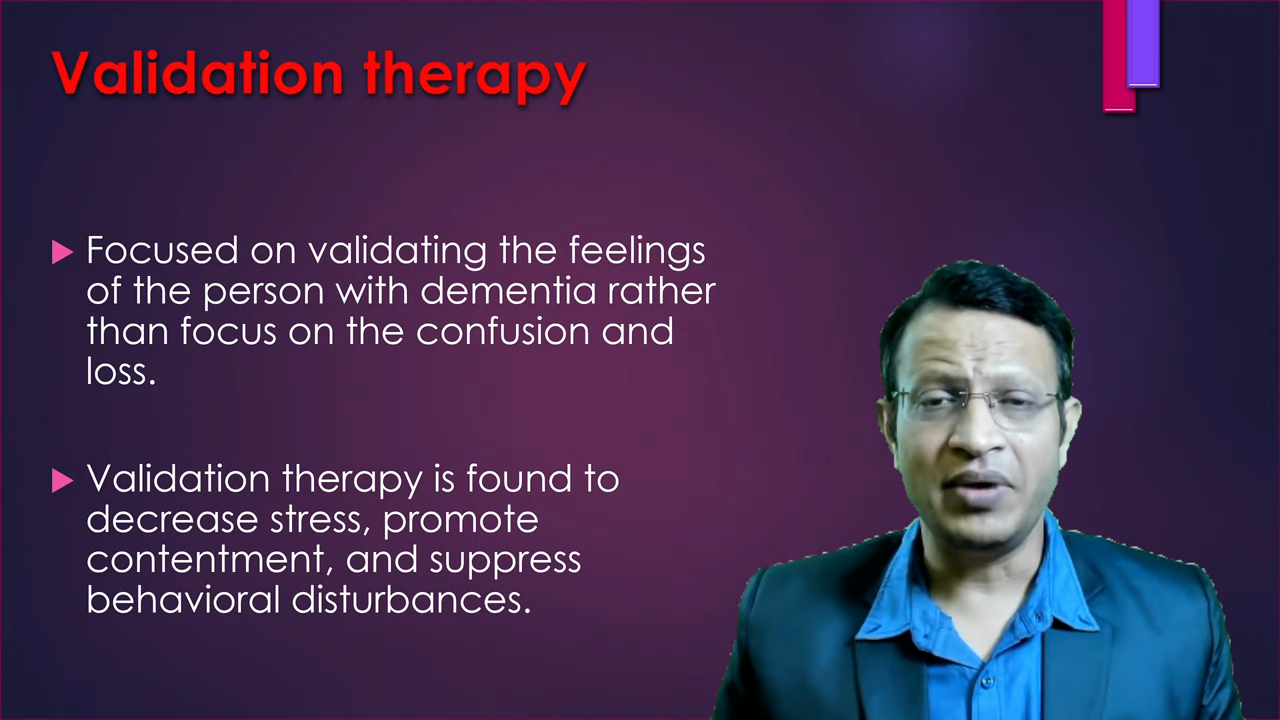 Validation therapy
Focused on validating the feelings
of the person with dementia rather
than focus on the confusion and
loss.
Validation therapy is found to
decrease stress, promote
contentment, and suppress
behavioral disturbances.